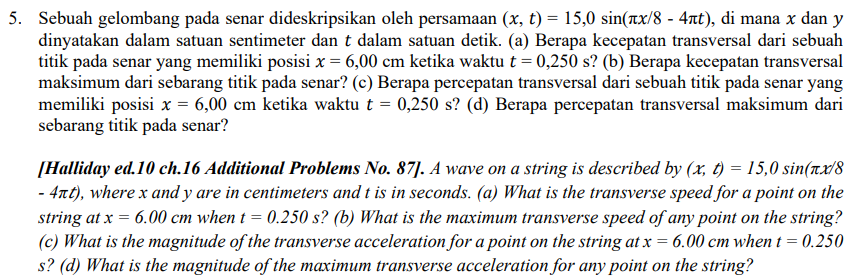 5. Sebuah gelombang pada senar dideskripsikan oleh persamaan (x, t) = 15,0 sin(πx/8 - 4πt), di mana x dan y
dinyatakan dalam satuan sentimeter dan t dalam satuan detik. (a) Berapa kecepatan transversal dari sebuah
titik pada senar yang memiliki posisi x = 6,00 cm ketika waktu t = 0,250 s? (b) Berapa kecepatan transversal
maksimum dari sebarang titik pada senar? (c) Berapa percepatan transversal dari sebuah titik pada senar yang
memiliki posisi x = 6,00 cm ketika waktu t = 0,250 s? (d) Berapa percepatan transversal maksimum dari
sebarang titik pada senar?
[Halliday ed.10 ch.16 Additional Problems No. 87]. A wave on a string is described by (x, t) = 15,0 sin(πx/8
- 4πt), where x and y are in centimeters and t is in seconds. (a) What is the transverse speed for a point on the
string at x = 6.00 cm when t = 0.250 s? (b) What is the maximum transverse speed of any point on the string?
(c) What is the magnitude of the transverse acceleration for a point on the string at x = 6.00 cm when t = 0.250
s? (d) What is the magnitude of the maximum transverse acceleration for any point on the string?